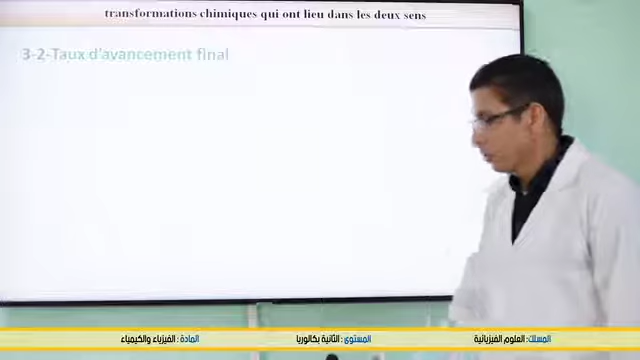 transformations chimiques qui ont lieu dans les deux sens
3-2-Taux d'avancement final
المسلك: العلوم الفيزيائية المستوى: الثانية بكالوريا المادة: الفيزياء والكيمياء